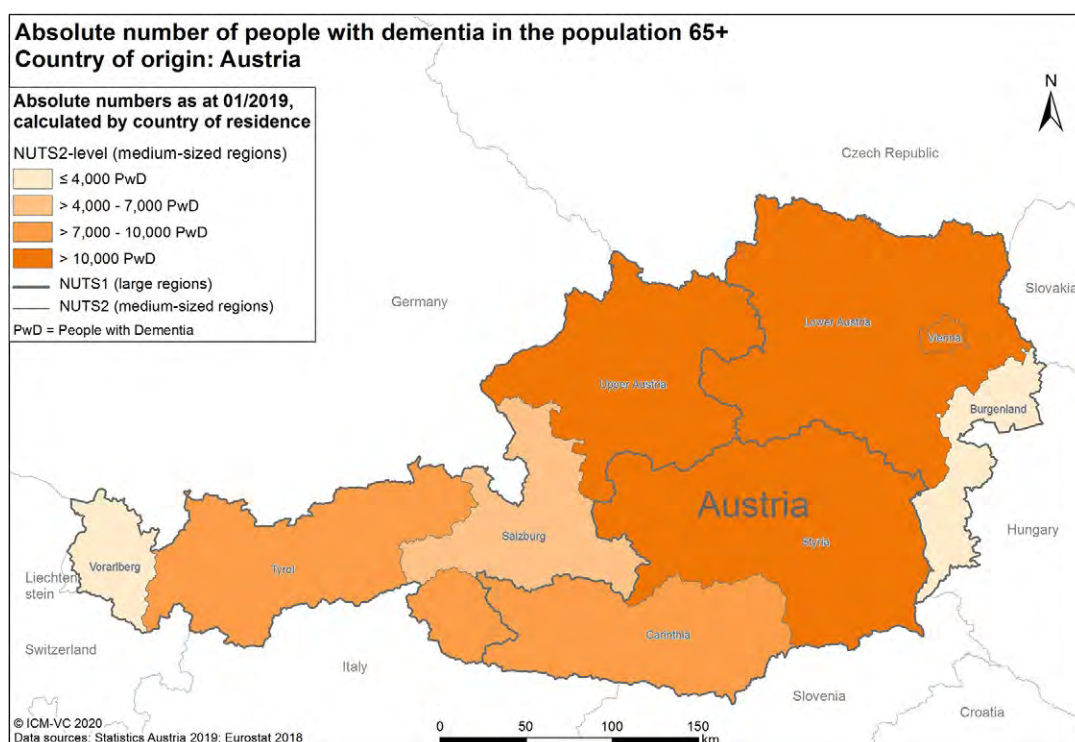 Absolute number of people with dementia in the population 65+
Country of origin: Austria
Absolute numbers as at 01/2019,
calculated by country of residence
NUTS2-level (medium-sized regions)
≤ 4,000 PwD
> 4,000 - 7,000 PwD
> 7,000 - 10,000 PwD
> 10,000 PwD
NUTS1 (large regions)
NUTS2 (medium-sized regions)
PwD = People with Dementia
N
Czech Republic
Germany
Slovakia
Lower Austria
Vienna
Upper Austria
Burgenland
Austria
Styria
Hungary
Salzburg
Vorarlberg
Tyrol
Liechten
stein
Carinthia
Switzerland
Italy
Slovenia
Croatia
0 50 100 150
km
© ICM-VC 2020
Data sources: Statistics Austria 2019; Eurostat 2018